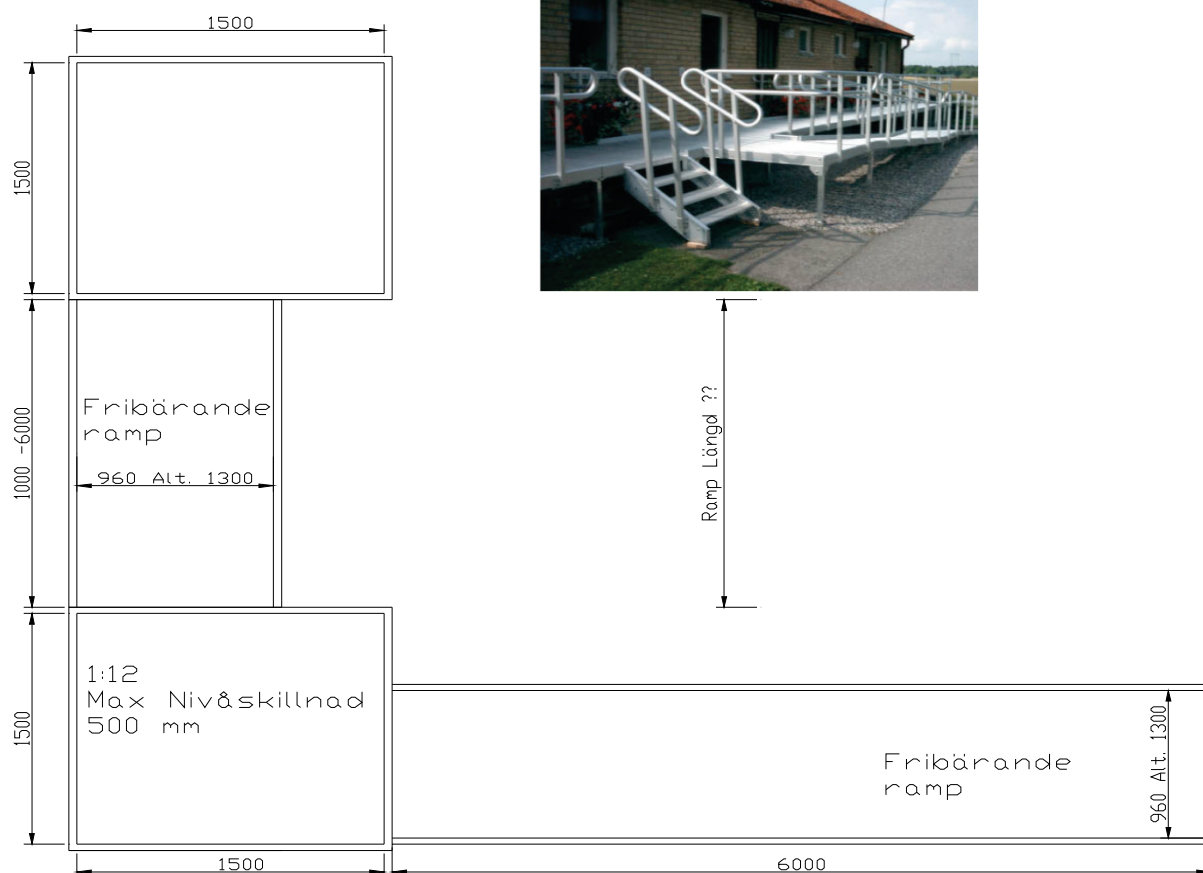 1500
1500
Fribärande
ramp
960 Alt. 1300
1000 -6000
Ramp Längd ??
1:12
Max Nivåskillnad
500 mm
1500
Fribärande
ramp
960 Alt. 1300
1500
6000